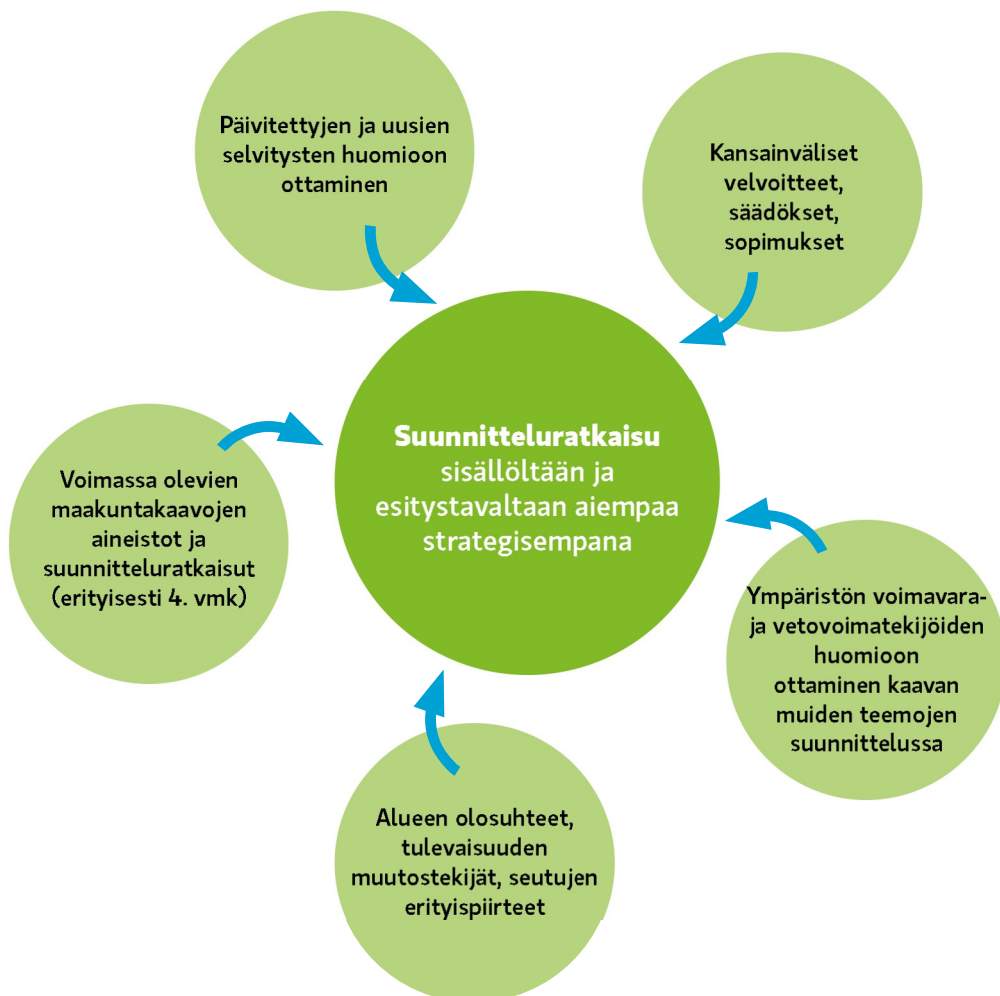 Päivitettyjen ja uusien
selvitysten huomioon
ottaminen
Kansainväliset
velvoitteet,
säädökset,
sopimukset
Suunnitteluratkaisu
sisällöltään ja
esitystavaltaan aiempaa
strategisempana
Voimassa olevien
maakuntakaavojen
aineistot ja
suunnitteluratkaisut
(erityisesti 4. vmk)
Ympäristön voimavara-
ja vetovoimatekijöiden
huomioon
ottaminen kaavan
muiden teemojen
suunnittelussa
Alueen olosuhteet,
tulevaisuuden
muutostekijät, seutujen
erityispiirteet